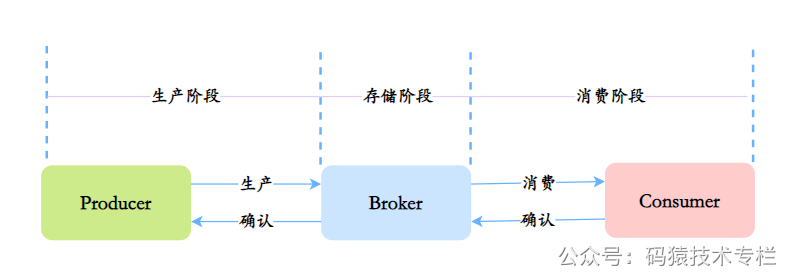 生产阶段
存储阶段
消费阶段
Producer
生产
确认
Broker
消费
确认
Consumer
公众号：码猿技术专栏